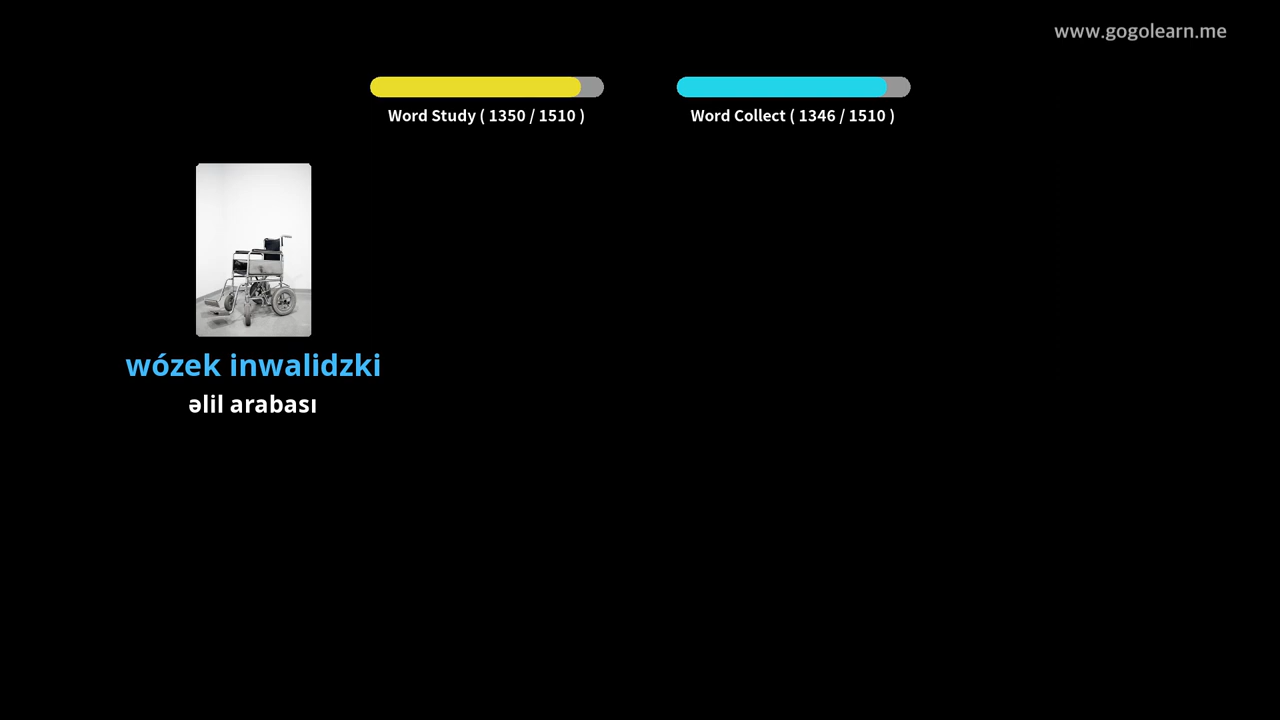 www.gogolearn.me
Word Study ( 1350 / 1510 )
Word Collect ( 1346 / 1510 )
wózek inwalidzki
əlil arabası